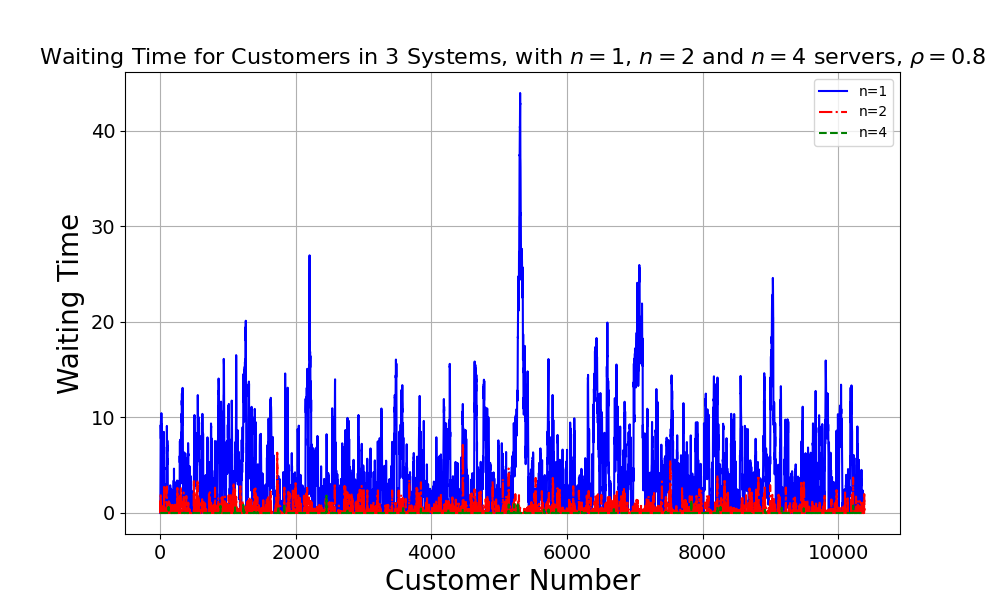 Waiting Time for Customers in 3 Systems, with n = 1, n = 2 and n = 4 servers, ρ = 0.8
n=1
n=2
n=4
40
30
20
10
0
Waiting Time
0 2000 4000 6000 8000 10000
Customer Number